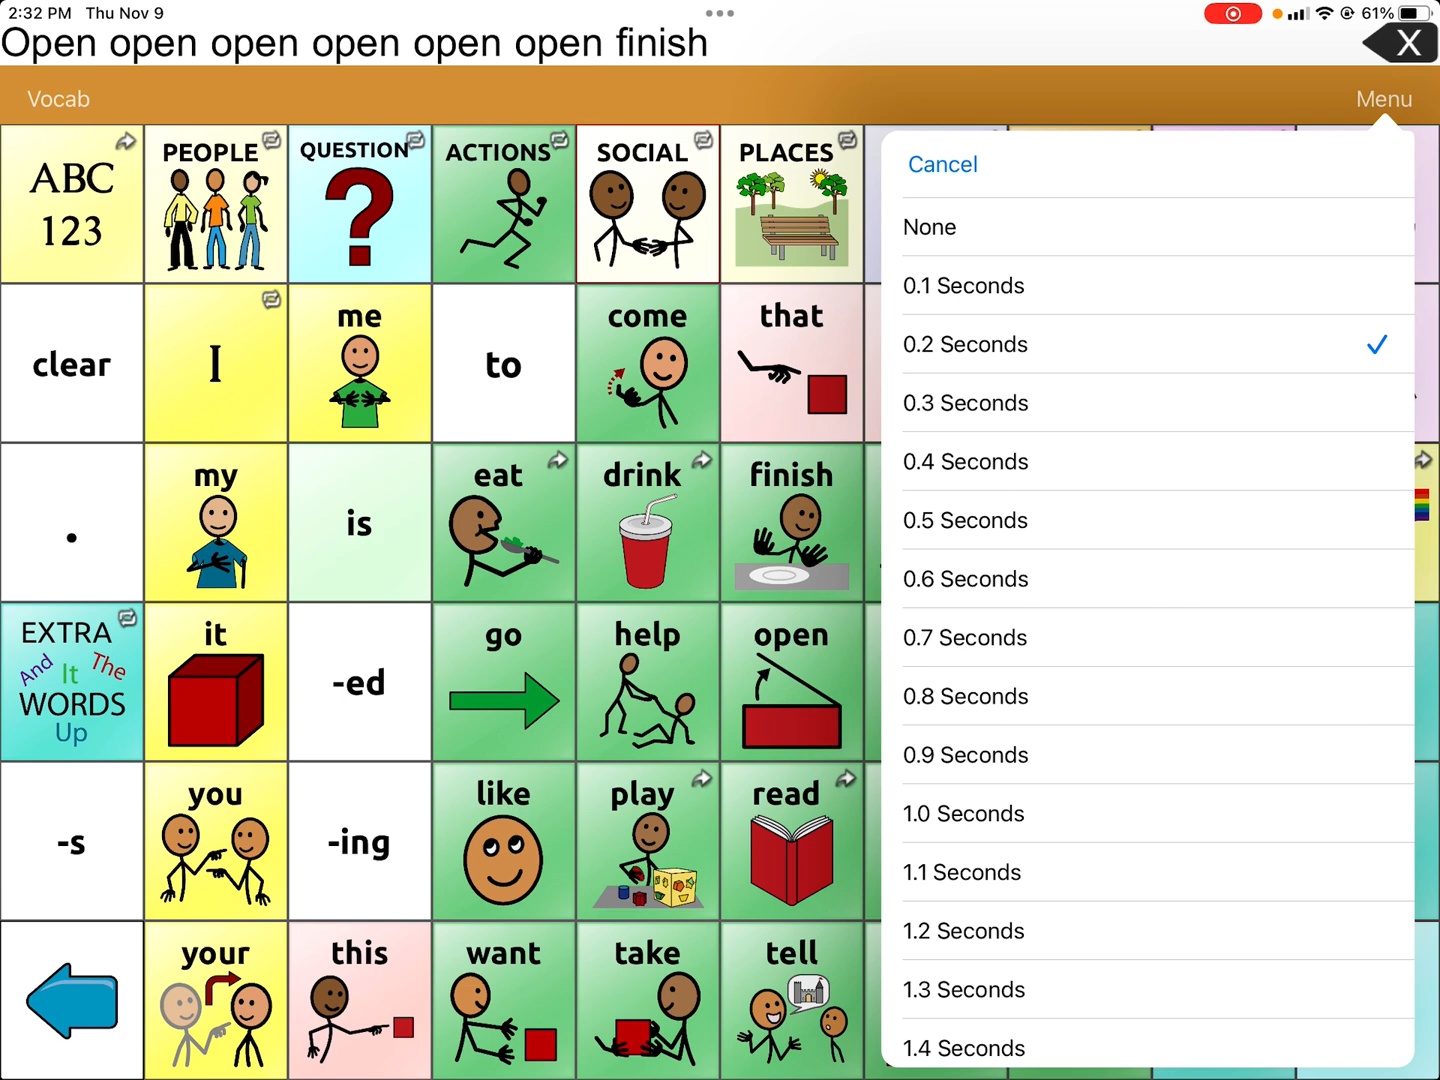 2:32 PM Thu Nov 9
61%
Open open open open open open finish
X
Vocab
Menu
ABC
123
PEOPLE
QUESTION
?
ACTIONS
SOCIAL
PLACES
clear
I
me
to
come
that
.
my
is
eat
drink
finish
EXTRA
And It The
WORDS
Up
it
-ed
go
help
open
-s
you
-ing
like
play
read
your
this
want
take
tell
Cancel
None
0.1 Seconds
0.2 Seconds
0.3 Seconds
0.4 Seconds
0.5 Seconds
0.6 Seconds
0.7 Seconds
0.8 Seconds
0.9 Seconds
1.0 Seconds
1.1 Seconds
1.2 Seconds
1.3 Seconds
1.4 Seconds